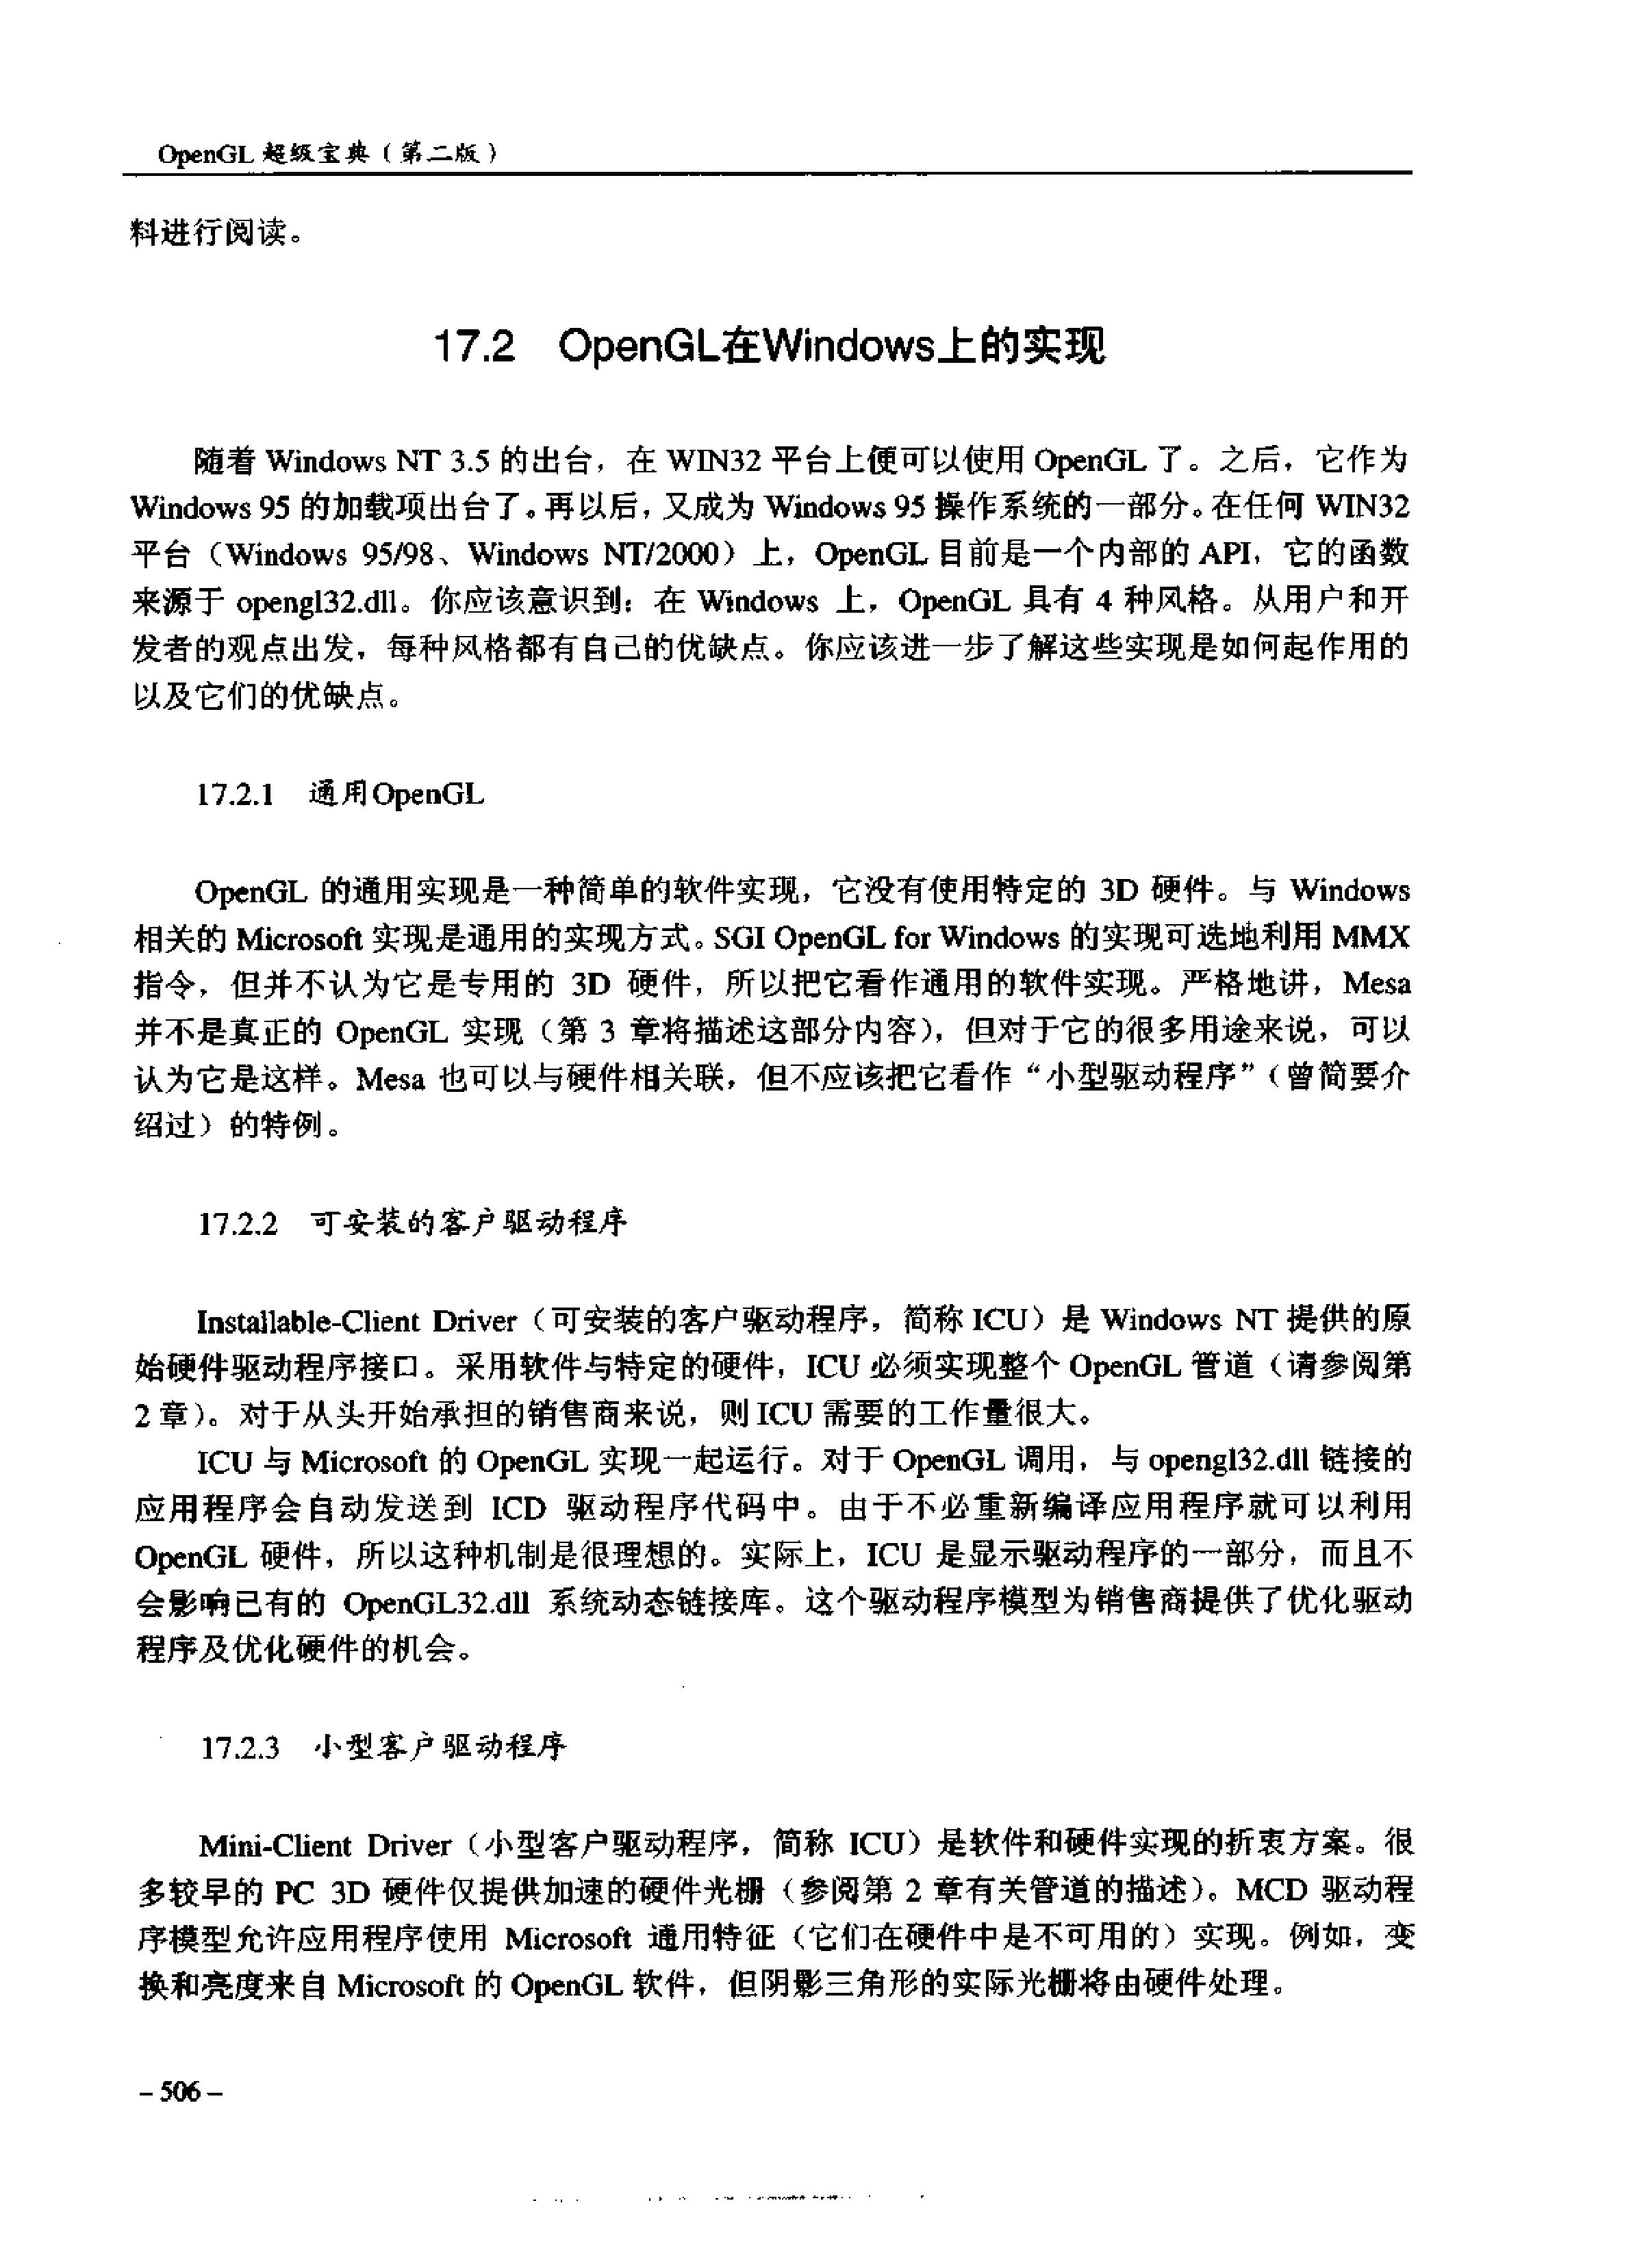 OpenGL 超级宝典（第二版）
料进行阅读。
17.2 OpenGL在Windows上的实现
随着 Windows NT 3.5 的出台，在 WIN32 平台上便可以使用 OpenGL 了。之后，它作为
Windows 95 的加载项出台了。再以后，又成为 Windows 95 操作系统的一部分。在任何 WIN32
平台（Windows 95/98、Windows NT/2000）上，OpenGL 目前是一个内部的 API，它的函数
来源于 opengl32.dll。你应该意识到：在 Windows 上，OpenGL 具有 4 种风格。从用户和开
发者的观点出发，每种风格都有自己的优缺点。你应该进一步了解这些实现是如何起作用的
以及它们的优缺点。
17.2.1 通用OpenGL
OpenGL 的通用实现是一种简单的软件实现，它没有使用特定的 3D 硬件。与 Windows
相关的 Microsoft 实现是通用的实现方式。SGI OpenGL for Windows 的实现可选地利用 MMX
指令，但并不认为它是专用的 3D 硬件，所以把它看作通用的软件实现。严格地讲，Mesa
并不是真正的 OpenGL 实现（第 3 章将描述这部分内容），但对于它的很多用途来说，可以
认为它是这样。Mesa 也可以与硬件相关联，但不应该把它看作“小型驱动程序”（曾简要介
绍过）的特例。
17.2.2 可安装的客户驱动程序
Installable-Client Driver（可安装的客户驱动程序，简称 ICU）是 Windows NT 提供的原
始硬件驱动程序接口。采用软件与特定的硬件，ICU 必须实现整个 OpenGL 管道（请参阅第
2 章）。对于从头开始承担的销售商来说，则 ICU 需要的工作量很大。
ICU 与 Microsoft 的 OpenGL 实现一起运行。对于 OpenGL 调用，与 opengl32.dll 链接的
应用程序会自动发送到 ICD 驱动程序代码中。由于不必重新编译应用程序就可以利用
OpenGL 硬件，所以这种机制是很理想的。实际上，ICU 是显示驱动程序的一部分，而且不
会影响已有的 OpenGL32.dll 系统动态链接库。这个驱动程序模型为销售商提供了优化驱动
程序及优化硬件的机会。
17.2.3 小型客户驱动程序
Mini-Client Driver（小型客户驱动程序，简称 ICU）是软件和硬件实现的折衷方案。很
多较早的 PC 3D 硬件仅提供加速的硬件光栅（参阅第 2 章有关管道的描述）。MCD 驱动程
序模型允许应用程序使用 Microsoft 通用特征（它们在硬件中是不可用的）实现。例如，变
换和亮度来自 Microsoft 的 OpenGL 软件，但阴影三角形的实际光栅将由硬件处理。
– 506 –